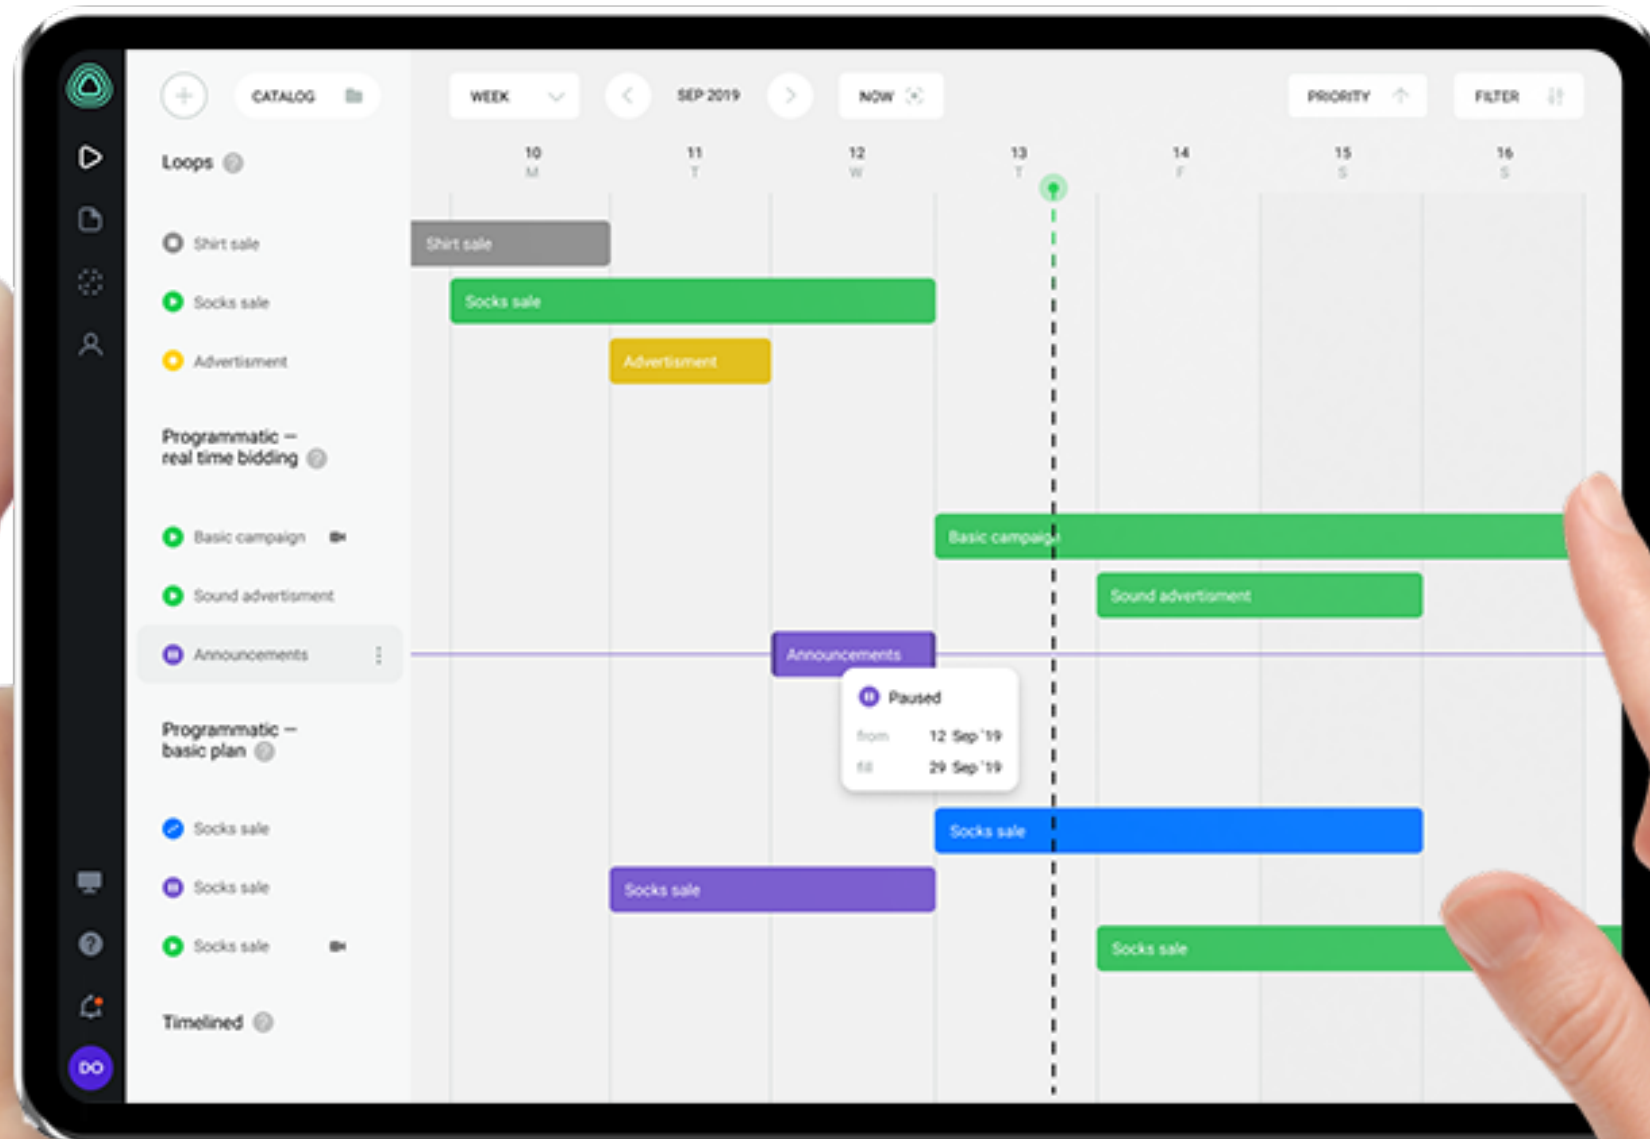 CATALOG
WEEK
SEP 2019
NOW
PRIORITY
FILTER
10
M
11
T
12
W
13
T
14
F
15
S
16
S
Loops ?
Shirt sale
Shirt sale
Socks sale
Socks sale
Advertisment
Advertisment
Programmatic –
real time bidding ?
Basic campaign
Basic campaign
Sound advertisment
Sound advertisment
Announcements
Announcements
Paused
from 12 Sep '19
fill 29 Sep '19
Programmatic –
basic plan ?
Socks sale
Socks sale
Socks sale
Socks sale
Socks sale
Socks sale
Timelined ?
?
DO